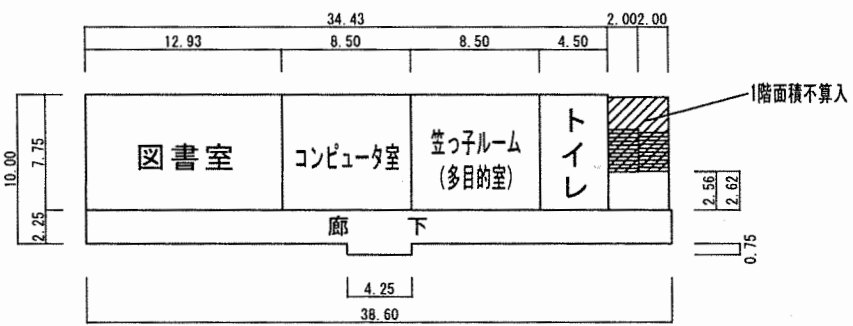 34.43
2.00 2.00
12.93
8.50
8.50
4.50
1階面積不算入
10.00
7.75
図書室
コンピュータ室
笠っ子ルーム
(多目的室)
トイレ
2.56
2.62
2.25
廊下
0.75
4.25
38.60